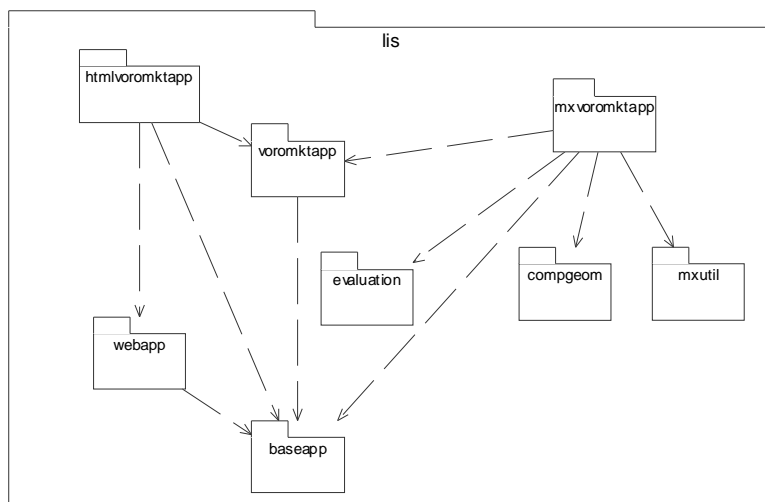 lis
htmlvoromktapp
mxvoromktapp
voromktapp
evaluation
compgeom
mxutil
webapp
baseapp